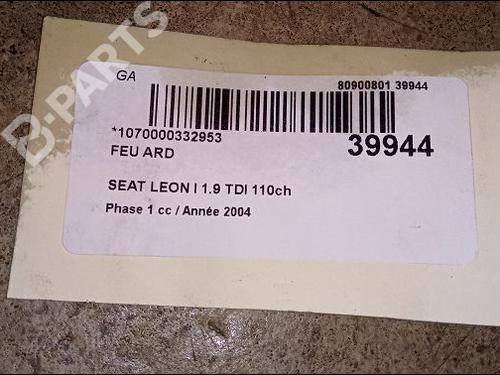 B-PARTS
GA
80900801 39944
*1070000332953
39944
FEU ARD
SEAT LEON I 1.9 TDI 110ch
Phase 1 cc / Année 2004